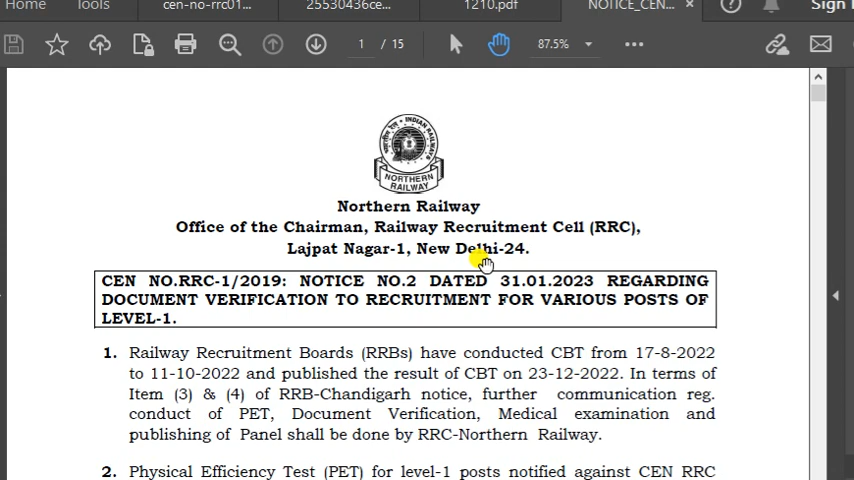 Home Tools cen-no-rrc01... 25530436ce... 1210.pdf NOTICE_CEN... × Sign
1 / 15 87.5%
INDIAN RAILWAYS
NORTHERN
RAILWAY
Northern Railway
Office of the Chairman, Railway Recruitment Cell (RRC),
Lajpat Nagar-1, New Delhi-24.
CEN NO.RRC-1/2019: NOTICE NO.2 DATED 31.01.2023 REGARDING
DOCUMENT VERIFICATION TO RECRUITMENT FOR VARIOUS POSTS OF
LEVEL-1.
1. Railway Recruitment Boards (RRBs) have conducted CBT from 17-8-2022
to 11-10-2022 and published the result of CBT on 23-12-2022. In terms of
Item (3) & (4) of RRB-Chandigarh notice, further communication reg.
conduct of PET, Document Verification, Medical examination and
publishing of Panel shall be done by RRC-Northern Railway.
2. Physical Efficiency Test (PET) for level-1 posts notified against CEN RRC